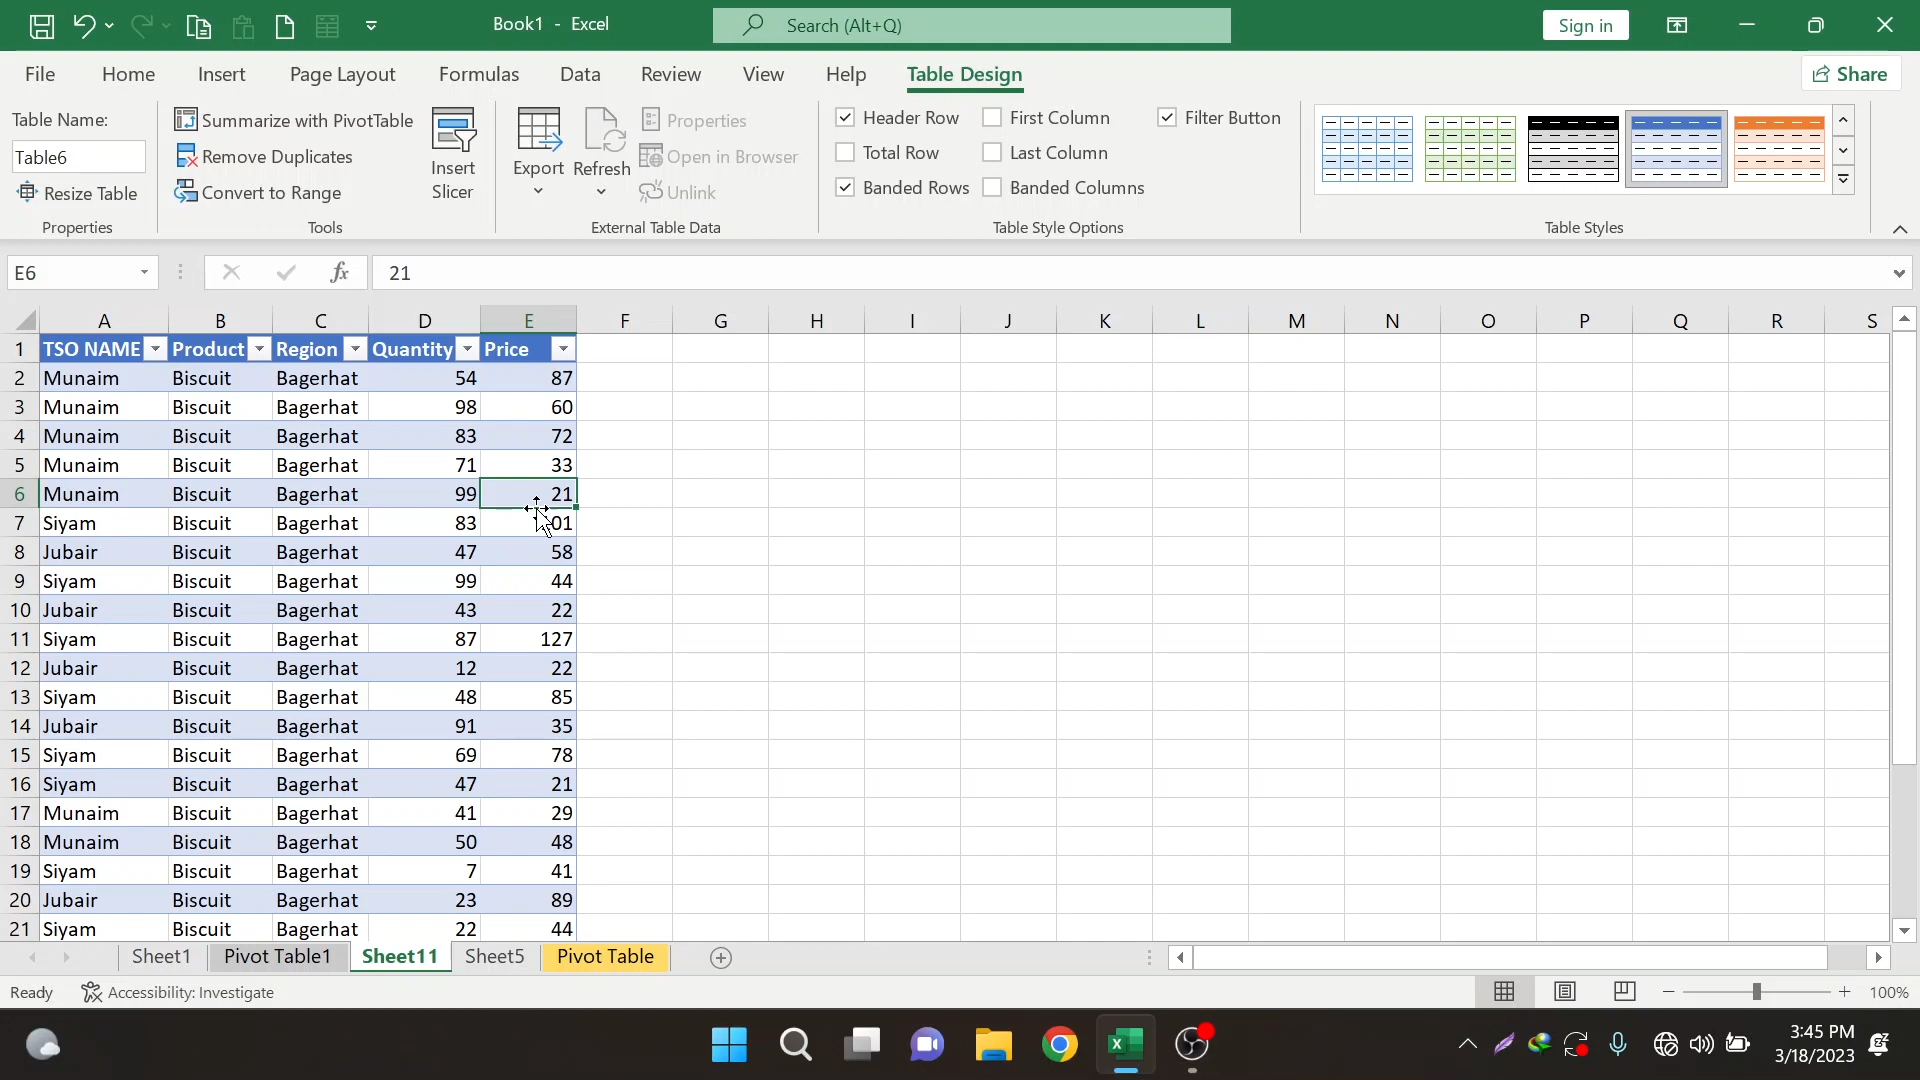 Book1 - Excel
Search (Alt+Q)
Sign in
File Home Insert Page Layout Formulas Data Review View Help Table Design Share
Table Name:
Table6
Resize Table
Properties
Summarize with PivotTable
Remove Duplicates
Convert to Range
Tools
Insert
Slicer
Export
Refresh
Properties
Open in Browser
Unlink
External Table Data
Header Row First Column Filter Button
Total Row Last Column
Banded Rows Banded Columns
Table Style Options
Table Styles
E6 fx 21
A B C D E F G H I J K L M N O P Q R S
1 TSO NAME Product Region Quantity Price
2 Munaim Biscuit Bagerhat 54 87
3 Munaim Biscuit Bagerhat 98 60
4 Munaim Biscuit Bagerhat 83 72
5 Munaim Biscuit Bagerhat 71 33
6 Munaim Biscuit Bagerhat 99 21
7 Siyam Biscuit Bagerhat 83
8 Jubair Biscuit Bagerhat 47 58
9 Siyam Biscuit Bagerhat 99 44
10 Jubair Biscuit Bagerhat 43 22
11 Siyam Biscuit Bagerhat 87 127
12 Jubair Biscuit Bagerhat 12 22
13 Siyam Biscuit Bagerhat 48 85
14 Jubair Biscuit Bagerhat 91 35
15 Siyam Biscuit Bagerhat 69 78
16 Siyam Biscuit Bagerhat 47 21
17 Munaim Biscuit Bagerhat 41 29
18 Munaim Biscuit Bagerhat 50 48
19 Siyam Biscuit Bagerhat 7 41
20 Jubair Biscuit Bagerhat 23 89
21 Siyam Biscuit Bagerhat 22 44
Sheet1 Pivot Table1 Sheet11 Sheet5 Pivot Table
Ready Accessibility: Investigate 100%
3:45 PM
3/18/2023